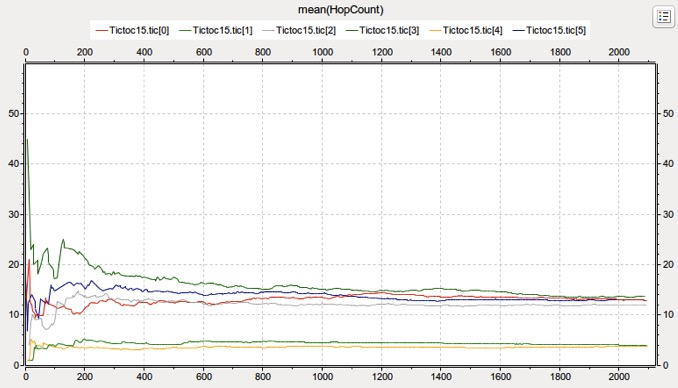 mean(HopCount)
Tictoc15.tic[0] Tictoc15.tic[1] Tictoc15.tic[2] Tictoc15.tic[3] Tictoc15.tic[4] Tictoc15.tic[5]
0 200 400 600 800 1000 1200 1400 1600 1800 2000
50 50
40 40
30 30
20 20
10 10
0 0
0 200 400 600 800 1000 1200 1400 1600 1800 2000